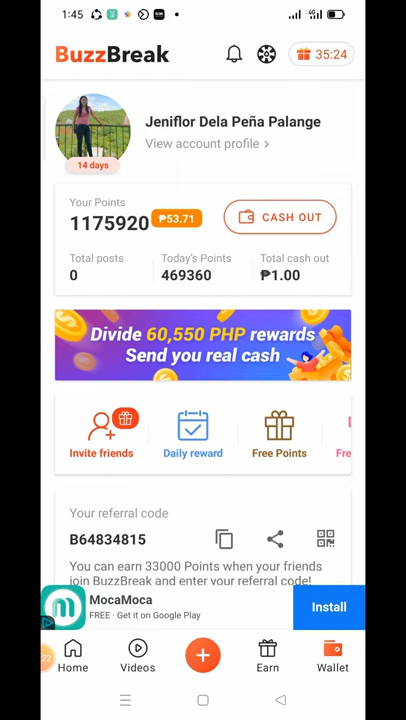 1:45
4G
BuzzBreak
35:24
Jeniflor Dela Peña Palange
View account profile >
14 days
Your Points
1175920 ₱53.71
CASH OUT
Total posts Today's Points Total cash out
0 469360 ₱1.00
Divide 60,550 PHP rewards
Send you real cash
Invite friends Daily reward Free Points Fre
Your referral code
B64834815
You can earn 33000 Points when your friends
join BuzzBreak and enter your referral code!
MocaMoca
FREE · Get it on Google Play
Install
22
Home Videos Earn Wallet